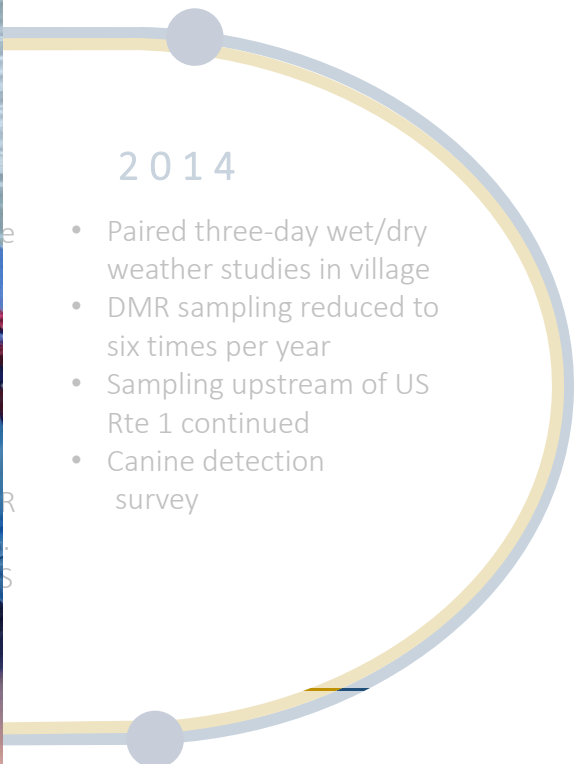 2014
e
• Paired three-day wet/dry
weather studies in village
• DMR sampling reduced to
six times per year
• Sampling upstream of US
Rte 1 continued
• Canine detection
survey
R
.
S